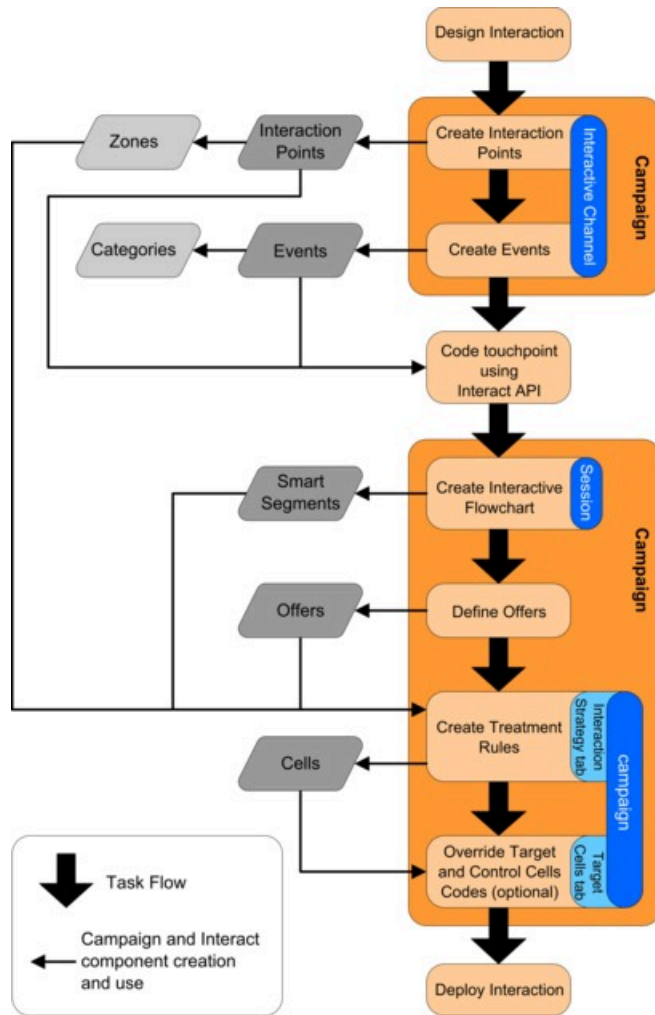 Design Interaction
Zones
Interaction
Points
Create Interaction
Points
Interactive Channel
Campaign
Categories
Events
Create Events
Code touchpoint
using
Interact API
Smart
Segments
Create Interactive
Flowchart
Session
Campaign
Offers
Define Offers
Create Treatment
Rules
Interaction
Strategy tab
campaign
Cells
Override Target
and Control Cells
Codes (optional)
Target
Cells tab
Task Flow
Campaign and Interact
component creation
and use
Deploy Interaction